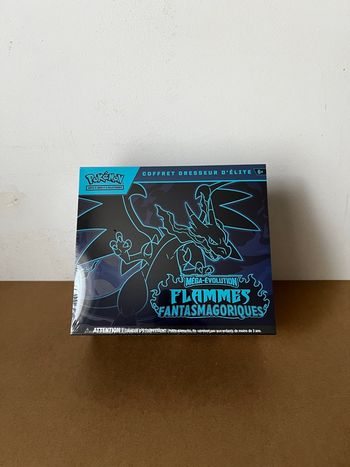 POKÉMON
COFFRET DRESSEUR D'ÉLITE
6+
MÉGA-ÉVOLUTION
FLAMMES
FANTASMAGORIQUES
ATTENTION